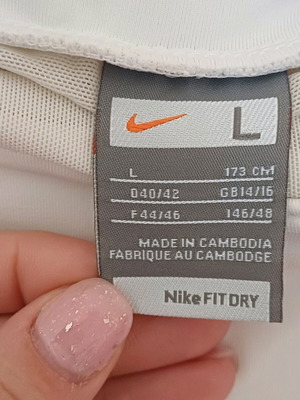 L
L 173 CM
D40/42 GB14/16
F44/46 I46/48
MADE IN CAMBODIA
FABRIQUE AU CAMBODGE
Nike FIT DRY